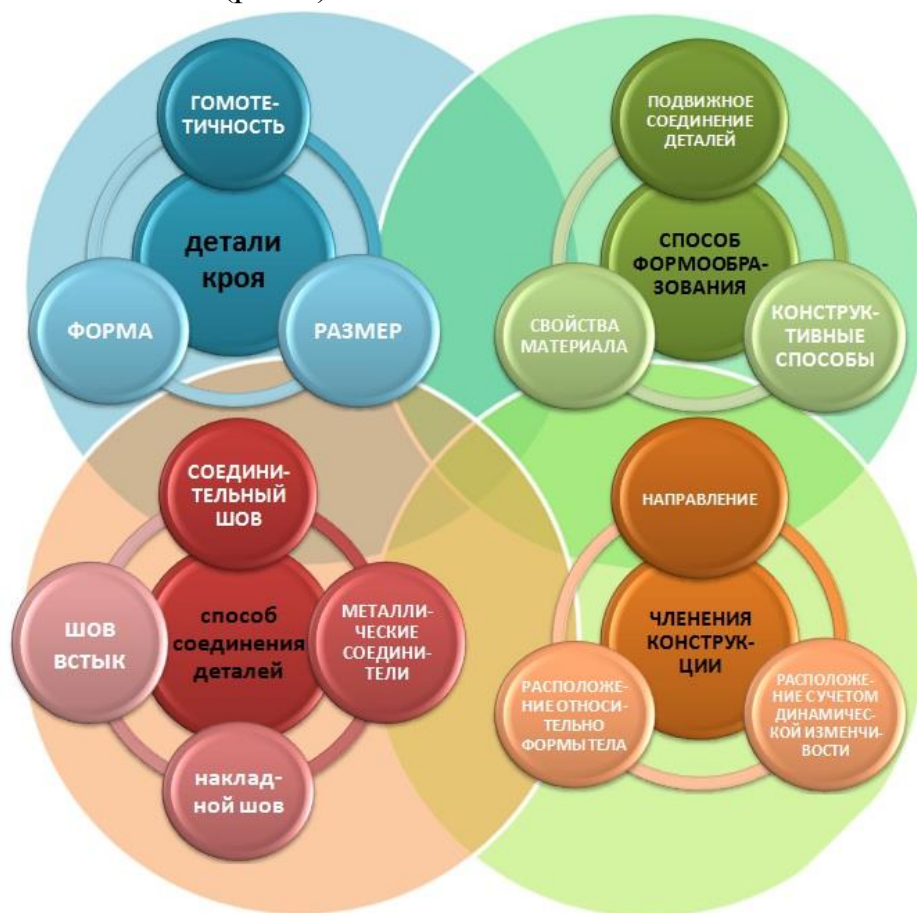 ГОМОТЕ-
ТИЧНОСТЬ
детали
кроя
ФОРМА
РАЗМЕР
ПОДВИЖНОЕ
СОЕДИНЕНИЕ
ДЕТАЛЕЙ
СПОСОБ
ФОРМООБРА-
ЗОВАНИЯ
СВОЙСТВА
МАТЕРИАЛА
КОНСТРУК-
ТИВНЫЕ
СПОСОБЫ
СОЕДИНИ-
ТЕЛЬНЫЙ
ШОВ
ШОВ
ВСТЫК
способ
соединения
деталей
МЕТАЛЛИ-
ЧЕСКИЕ
СОЕДИНИ-
ТЕЛИ
наклад-
ной шов
НАПРАВЛЕНИЕ
ЧЛЕНЕНИЯ
КОНСТРУК-
ЦИИ
РАСПОЛОЖЕ-
НИЕ ОТНОСИ-
ТЕЛЬНО
ФОРМЫ ТЕЛА
РАСПОЛОЖЕ-
НИЕ С УЧЕТОМ
ДИНАМИЧЕС-
КОЙ ИЗМЕНЧИ-
ВОСТИ